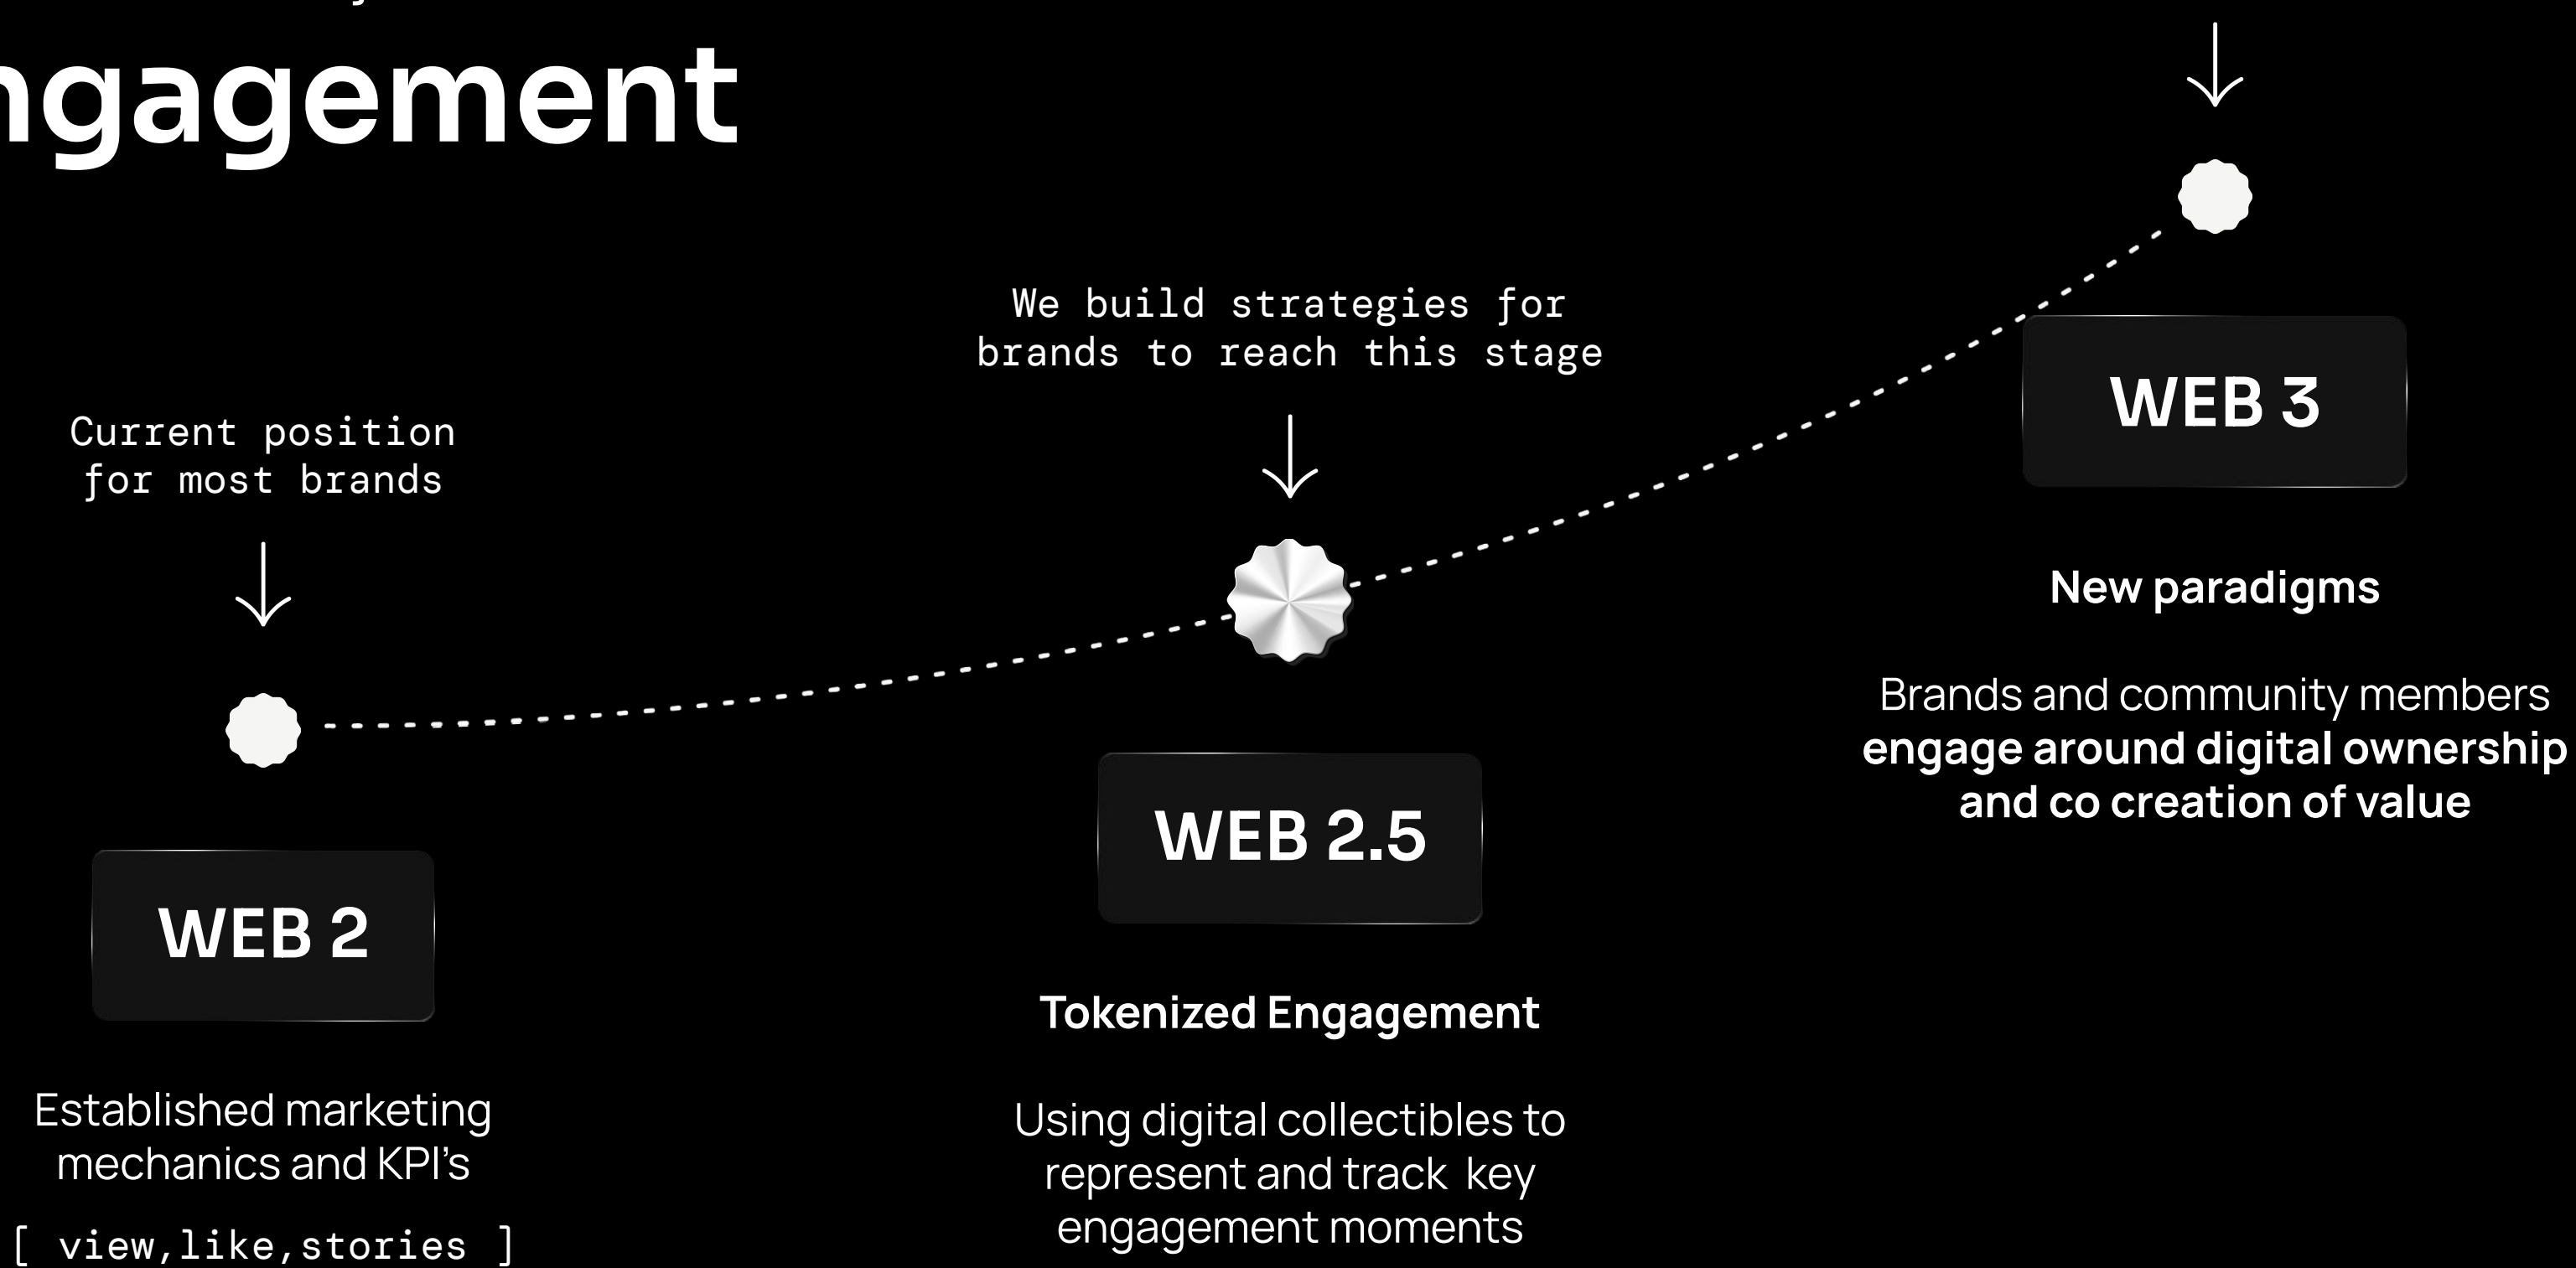 ngagement
Current position
for most brands
WEB 2
Established marketing
mechanics and KPI's
[ view,like,stories ]
We build strategies for
brands to reach this stage
WEB 2.5
Tokenized Engagement
Using digital collectibles to
represent and track  key
engagement moments
WEB 3
New paradigms
Brands and community members
engage around digital ownership
and co creation of value